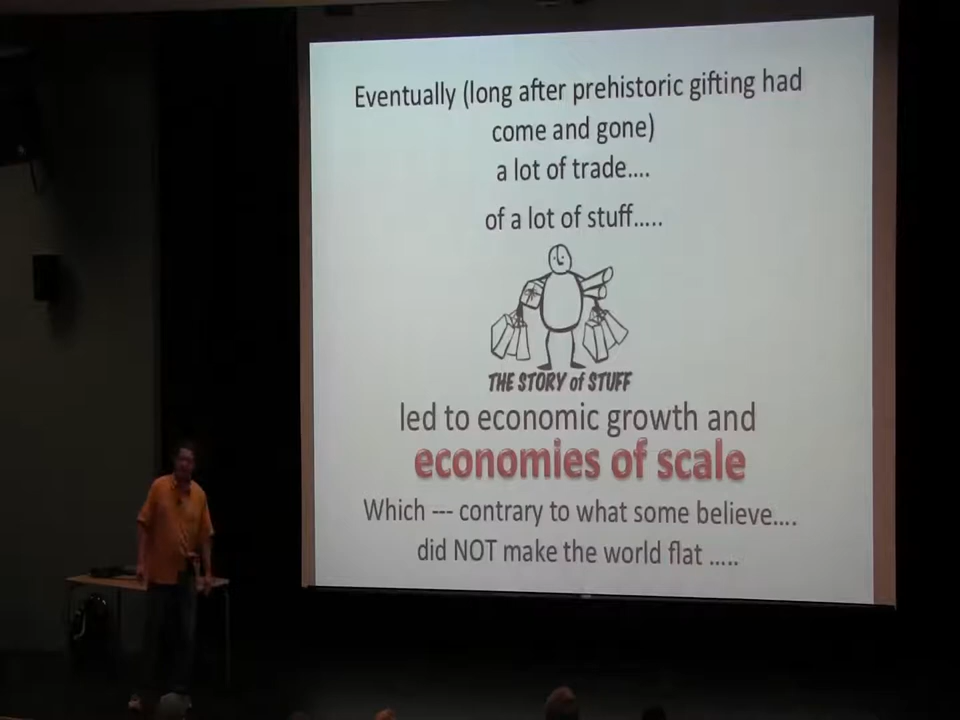 Eventually (long after prehistoric gifting had
come and gone)
a lot of trade....
of a lot of stuff.....
THE STORY of STUFF
led to economic growth and
economies of scale
Which --- contrary to what some believe....
did NOT make the world flat .....